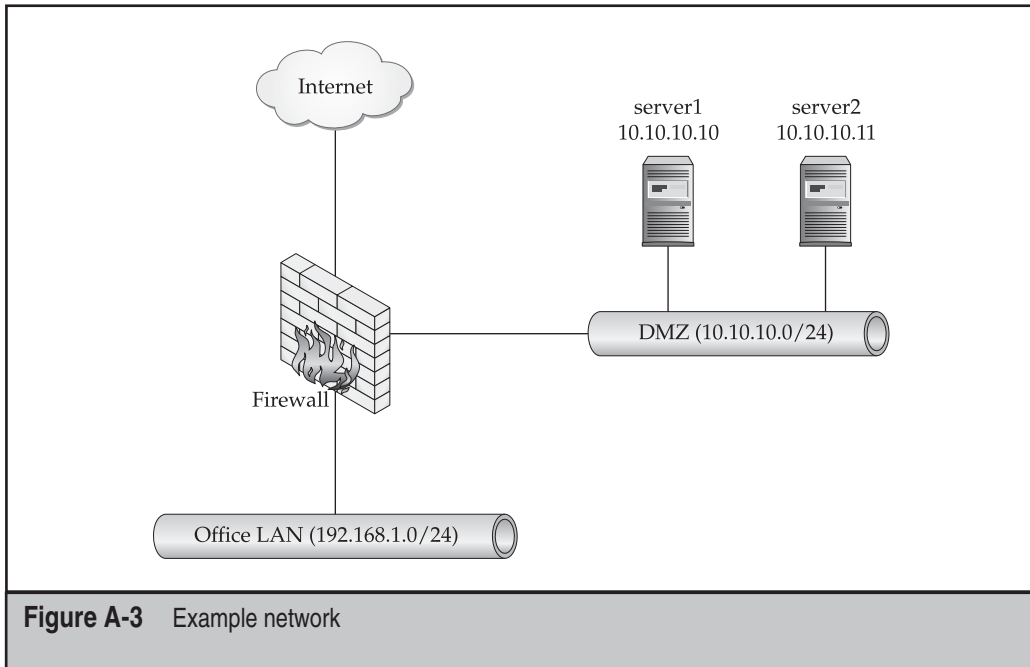 Internet
server1
10.10.10.10
server2
10.10.10.11
DMZ (10.10.10.0/24)
Firewall
Office LAN (192.168.1.0/24)
Figure A-3 Example network